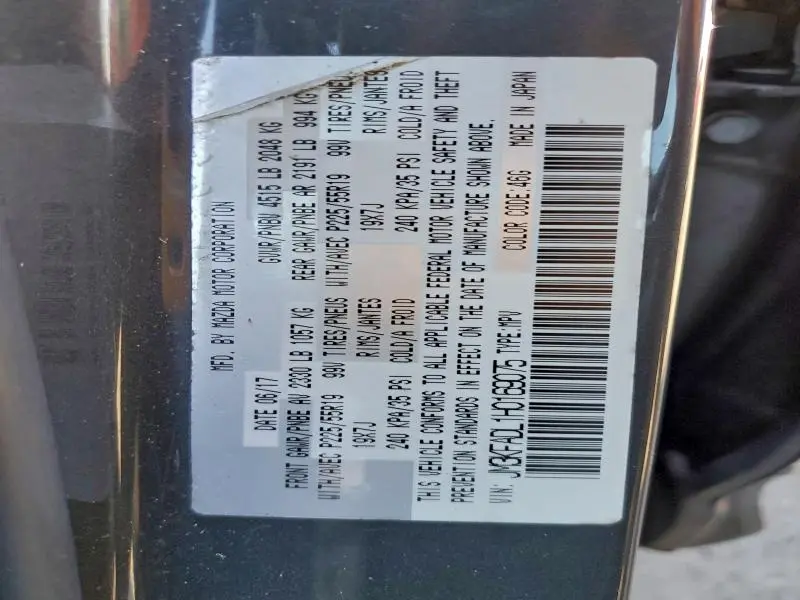 MFD. BY MAZDA MOTOR CORPORATION
DATE 06/17 GVWR/PNBV 4515 LB 2048 KG
FRONT GAWR/PNBE AV 2330 LB 1057 KG REAR GAWR/PNBE AR 2191 LB 994 KG
WITH/AVEC P225/55R19 99V TIRES/PNEUS WITH/AVEC P225/55R19 99V TIRES/PNEU
19X7J RIMS/JANTES 19X7J RIMS/JANTES
240 KPA/35 PSI COLD/A FROID 240 KPA/35 PSI COLD/A FROID
THIS VEHICLE CONFORMS TO ALL APPLICABLE FEDERAL MOTOR VEHICLE SAFETY AND THEFT
PREVENTION STANDARDS IN EFFECT ON THE DATE OF MANUFACTURE SHOWN ABOVE.
VIN: JM3KFADL1H0169075 TYPE:MPV COLOR CODE:46G MADE IN JAPAN